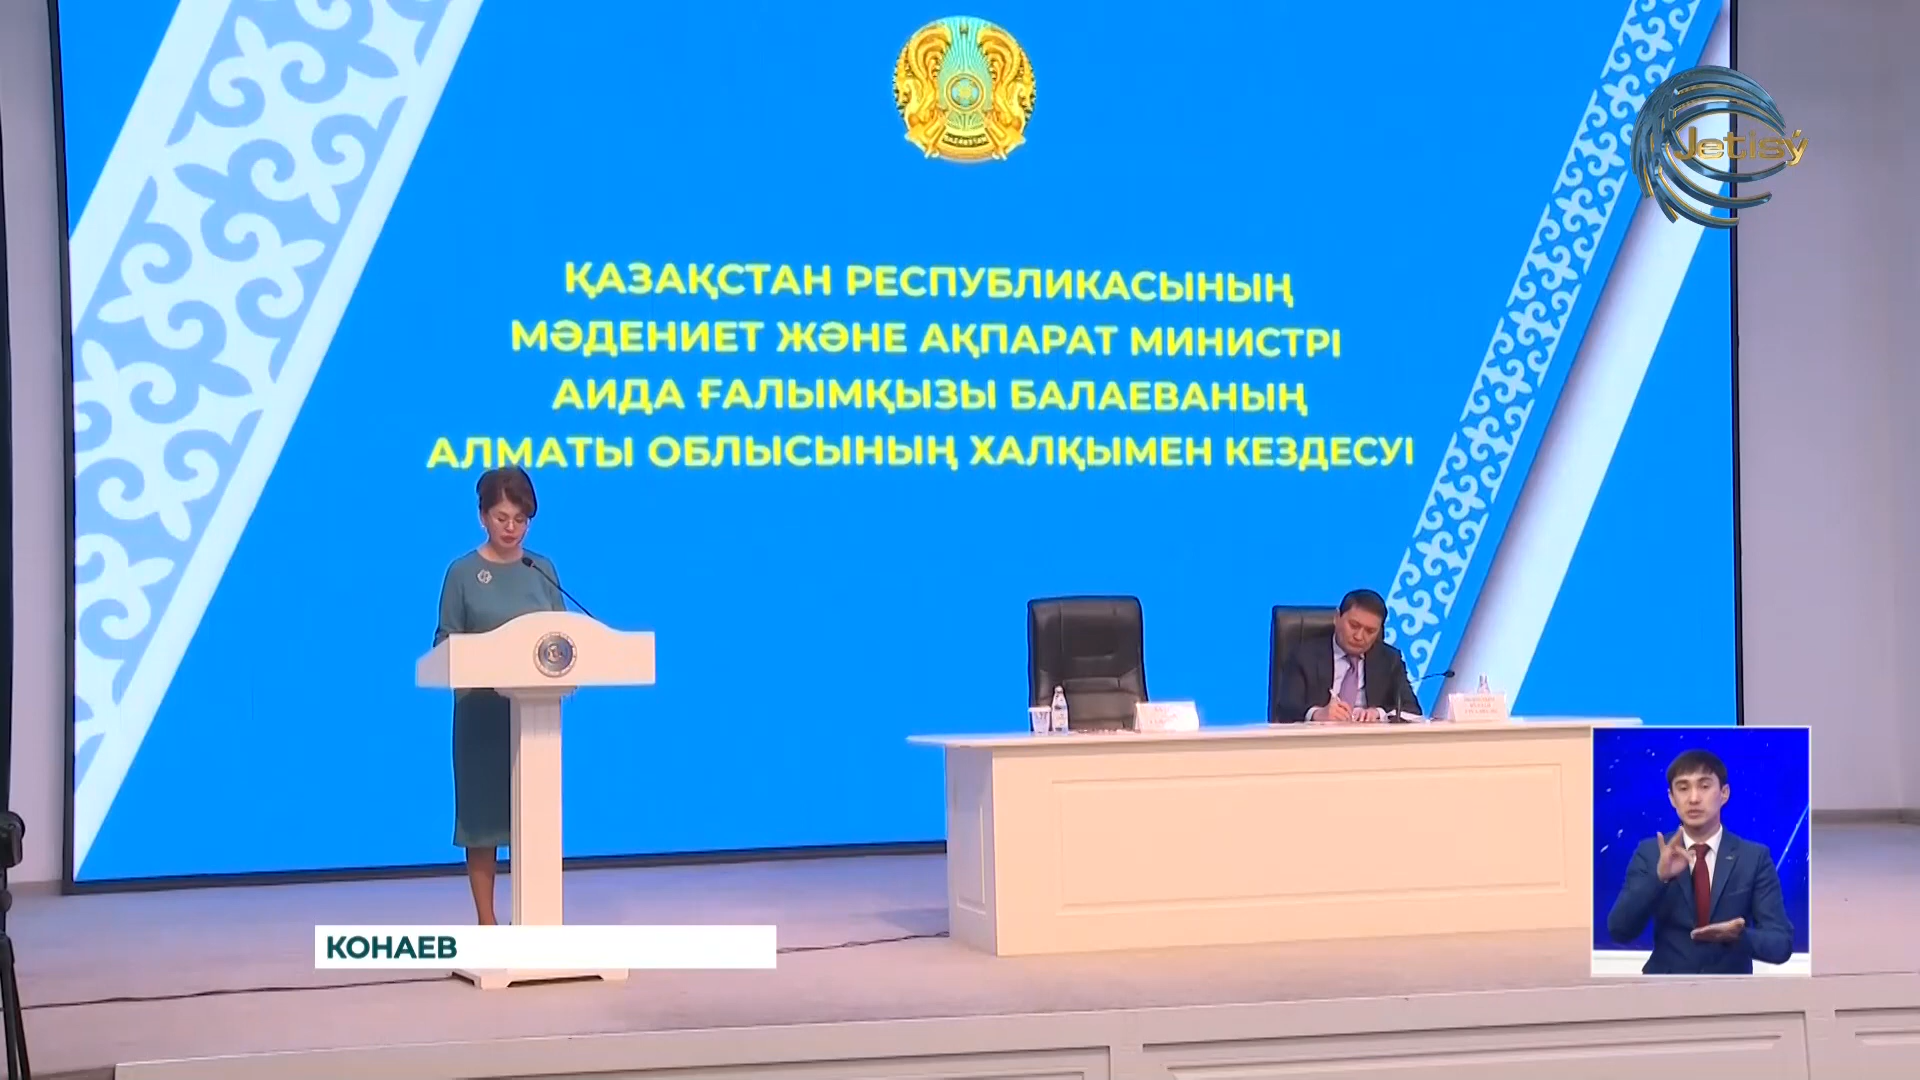 Jetisý
ҚАЗАҚСТАН РЕСПУБЛИКАСЫНЫҢ
МӘДЕНИЕТ ЖӘНЕ АҚПАРАТ МИНИСТРІ
АИДА ҒАЛЫМҚЫЗЫ БАЛАЕВАНЫҢ
АЛМАТЫ ОБЛЫСЫНЫҢ ХАЛҚЫМЕН КЕЗДЕСУІ
КОНАЕВ